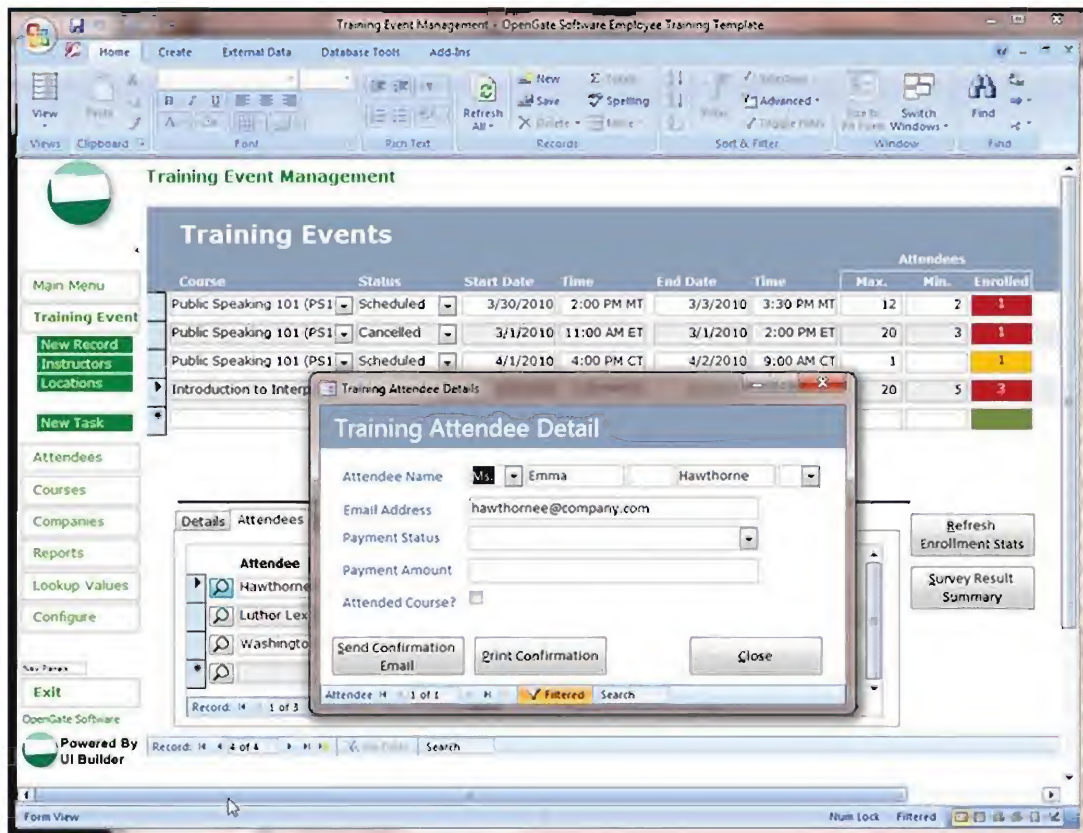 Training Event Management - OpenGate Software Employee Training Template
Home Create External Data Database Tools Add-Ins
View
Refresh All
New
Save
Spelling
Advanced
Switch Windows
Find
Views Clipboard Font Rich Text Records Sort & Filter Window Find
Training Event Management
Training Events
Attendees
Course Status Start Date Time End Date Time Max. Min. Enrolled
Public Speaking 101 (PS1 Scheduled 3/30/2010 2:00 PM MT 3/3/2010 3:30 PM MT 12 2 1
Public Speaking 101 (PS1 Cancelled 3/1/2010 11:00 AM ET 3/1/2010 2:00 PM ET 20 3 1
Public Speaking 101 (PS1 Scheduled 4/1/2010 4:00 PM CT 4/2/2010 9:00 AM CT 1 1
Introduction to Interp 20 5 3
Main Menu
Training Event
New Record
Instructors
Locations
New Task
Attendees
Courses
Companies
Reports
Lookup Values
Configure
Exit
OpenGate Software
Powered By
UI Builder
Training Attendee Details
Training Attendee Detail
Attendee Name Ms. Emma Hawthorne
Email Address hawthornee@company.com
Payment Status
Payment Amount
Attended Course?
Send Confirmation
Email
Print Confirmation
Close
Attendee 1 of 1 Filtered Search
Details Attendees
Attendee
Hawthorne
Luthor Lex
Washingto
Record: 1 of 3
Refresh
Enrollment Stats
Survey Result
Summary
Record: 4 of 4 Search
Form View Num Lock Filtered